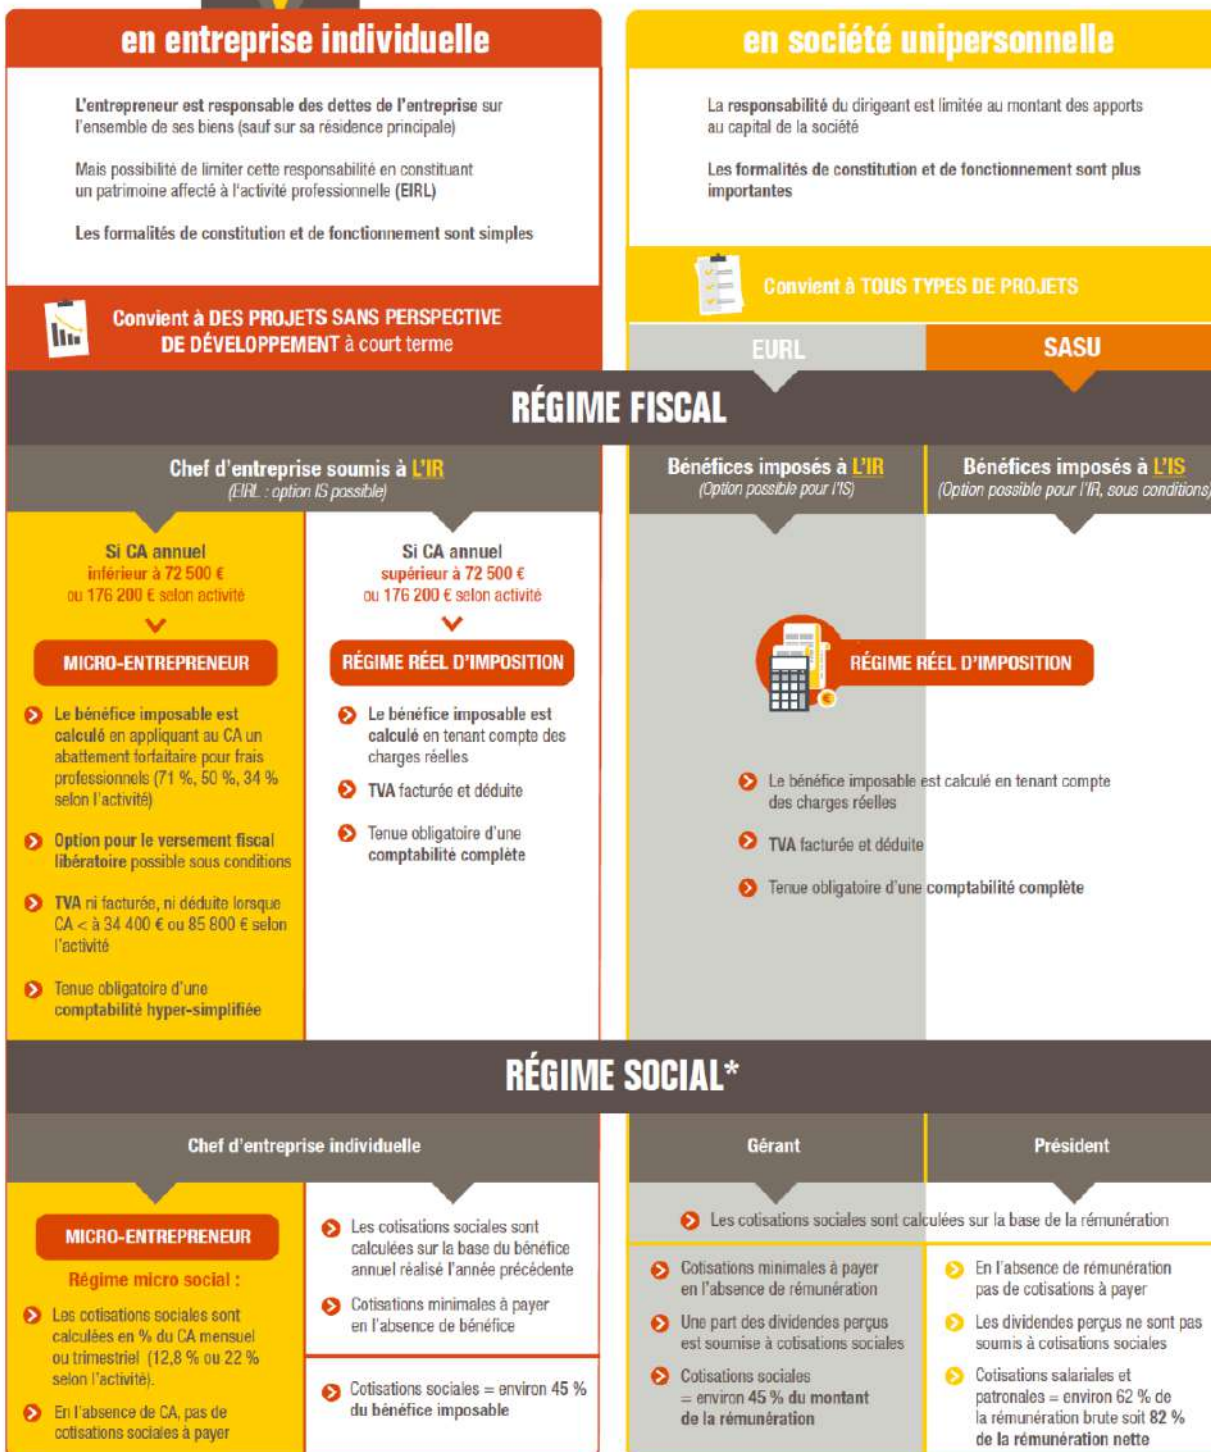 en entreprise individuelle
L'entrepreneur est responsable des dettes de l'entreprise sur
l'ensemble de ses biens (sauf sur sa résidence principale)
Mais possibilité de limiter cette responsabilité en constituant
un patrimoine affecté à l'activité professionnelle (EIRL)
Les formalités de constitution et de fonctionnement sont simples
Convient à DES PROJETS SANS PERSPECTIVE
DE DÉVELOPPEMENT à court terme
en société unipersonnelle
La responsabilité du dirigeant est limitée au montant des apports
au capital de la société
Les formalités de constitution et de fonctionnement sont plus
importantes
Convient à TOUS TYPES DE PROJETS
EURL
SASU
RÉGIME FISCAL
Chef d'entreprise soumis à L'IR
(EIRL : option IS possible)
Si CA annuel
inférieur à 72 500 €
ou 176 200 € selon activité
MICRO-ENTREPRENEUR
Le bénéfice imposable est
calculé en appliquant au CA un
abattement forfaitaire pour frais
professionnels (71 %, 50 %, 34 %
selon l'activité)
Option pour le versement fiscal
libératoire possible sous conditions
TVA ni facturée, ni déduite lorsque
CA < à 34 400 € ou 85 800 € selon
l'activité
Tenue obligatoire d'une
comptabilité hyper-simplifiée
Si CA annuel
supérieur à 72 500 €
ou 176 200 € selon activité
RÉGIME RÉEL D'IMPOSITION
Le bénéfice imposable est
calculé en tenant compte des
charges réelles
TVA facturée et déduite
Tenue obligatoire d'une
comptabilité complète
Bénéfices imposés à L'IR
(Option possible pour l'IS)
Bénéfices imposés à L'IS
(Option possible pour l'IR, sous conditions)
RÉGIME RÉEL D'IMPOSITION
Le bénéfice imposable est calculé en tenant compte
des charges réelles
TVA facturée et déduite
Tenue obligatoire d'une comptabilité complète
RÉGIME SOCIAL*
Chef d'entreprise individuelle
MICRO-ENTREPRENEUR
Régime micro social :
Les cotisations sociales sont
calculées en % du CA mensuel
ou trimestriel (12,8 % ou 22 %
selon l'activité).
En l'absence de CA, pas de
cotisations sociales à payer
Les cotisations sociales sont
calculées sur la base du bénéfice
annuel réalisé l'année précédente
Cotisations minimales à payer
en l'absence de bénéfice
Cotisations sociales = environ 45 %
du bénéfice imposable
Gérant
Président
Les cotisations sociales sont calculées sur la base de la rémunération
Cotisations minimales à payer
en l'absence de rémunération
Une part des dividendes perçus
est soumise à cotisations sociales
Cotisations sociales
= environ 45 % du montant
de la rémunération
En l'absence de rémunération
pas de cotisations à payer
Les dividendes perçus ne sont pas
soumis à cotisations sociales
Cotisations salariales et
patronales = environ 62 % de
la rémunération brute soit 82 %
de la rémunération nette